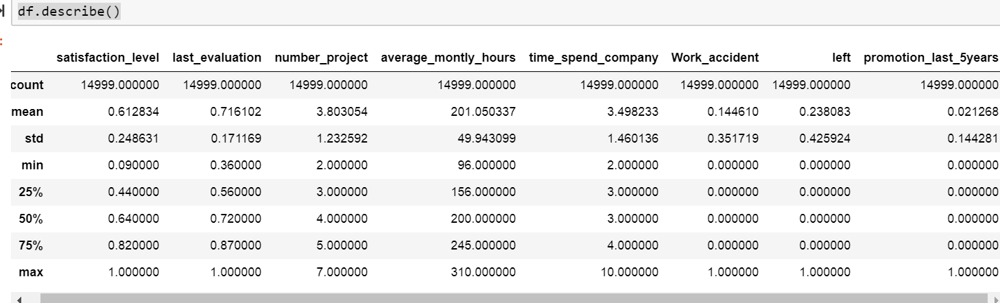 df.describe()
satisfaction_level last_evaluation number_project average_montly_hours time_spend_company Work_accident left promotion_last_5years
count 14999.000000 14999.000000 14999.000000 14999.000000 14999.000000 14999.000000 14999.000000 14999.000000
mean 0.612834 0.716102 3.803054 201.050337 3.498233 0.144610 0.238083 0.021268
std 0.248631 0.171169 1.232592 49.943099 1.460136 0.351719 0.425924 0.144281
min 0.090000 0.360000 2.000000 96.000000 2.000000 0.000000 0.000000 0.000000
25% 0.440000 0.560000 3.000000 156.000000 3.000000 0.000000 0.000000 0.000000
50% 0.640000 0.720000 4.000000 200.000000 3.000000 0.000000 0.000000 0.000000
75% 0.820000 0.870000 5.000000 245.000000 4.000000 0.000000 0.000000 0.000000
max 1.000000 1.000000 7.000000 310.000000 10.000000 1.000000 1.000000 1.000000